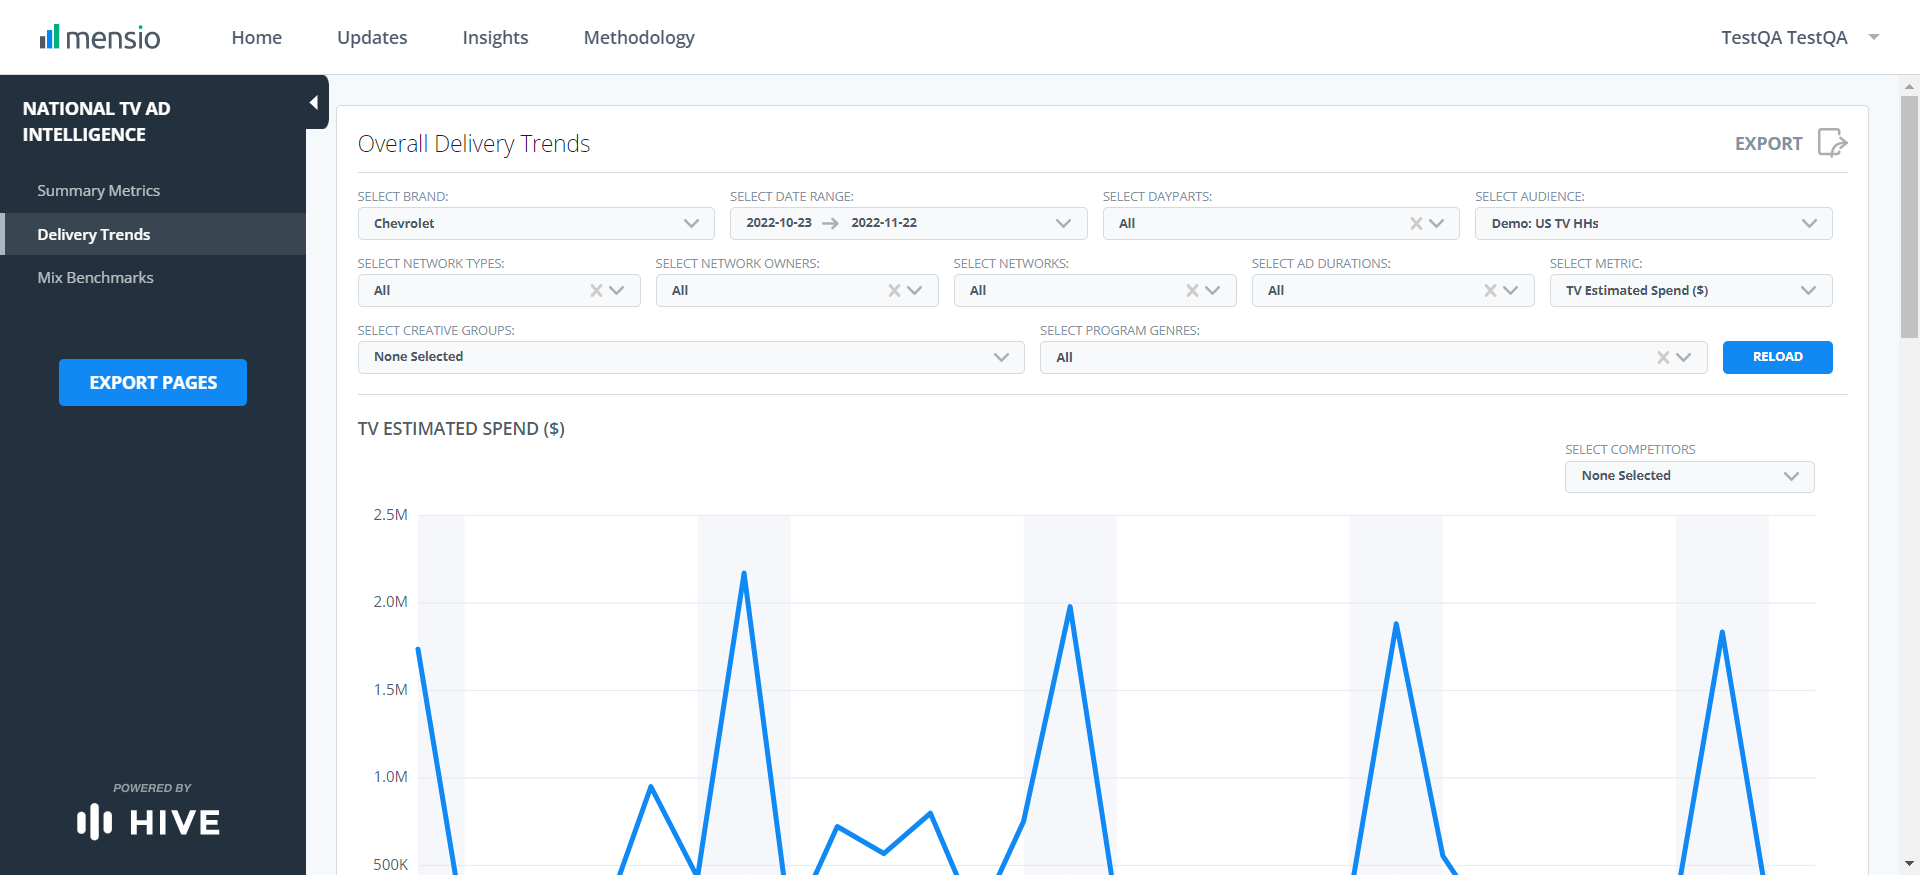 mensio
Home
Updates
Insights
Methodology
TestQA TestQA
NATIONAL TV AD
INTELLIGENCE
Summary Metrics
Delivery Trends
Mix Benchmarks
EXPORT PAGES
POWERED BY
HIVE
Overall Delivery Trends
EXPORT
SELECT BRAND:
Chevrolet
SELECT DATE RANGE:
2022-10-23 → 2022-11-22
SELECT DAYPARTS:
All
SELECT AUDIENCE:
Demo: US TV HHs
SELECT NETWORK TYPES:
All
SELECT NETWORK OWNERS:
All
SELECT NETWORKS:
All
SELECT AD DURATIONS:
All
SELECT METRIC:
TV Estimated Spend ($)
SELECT CREATIVE GROUPS:
None Selected
SELECT PROGRAM GENRES:
All
RELOAD
TV ESTIMATED SPEND ($)
SELECT COMPETITORS
None Selected
2.5M
2.0M
1.5M
1.0M
500K